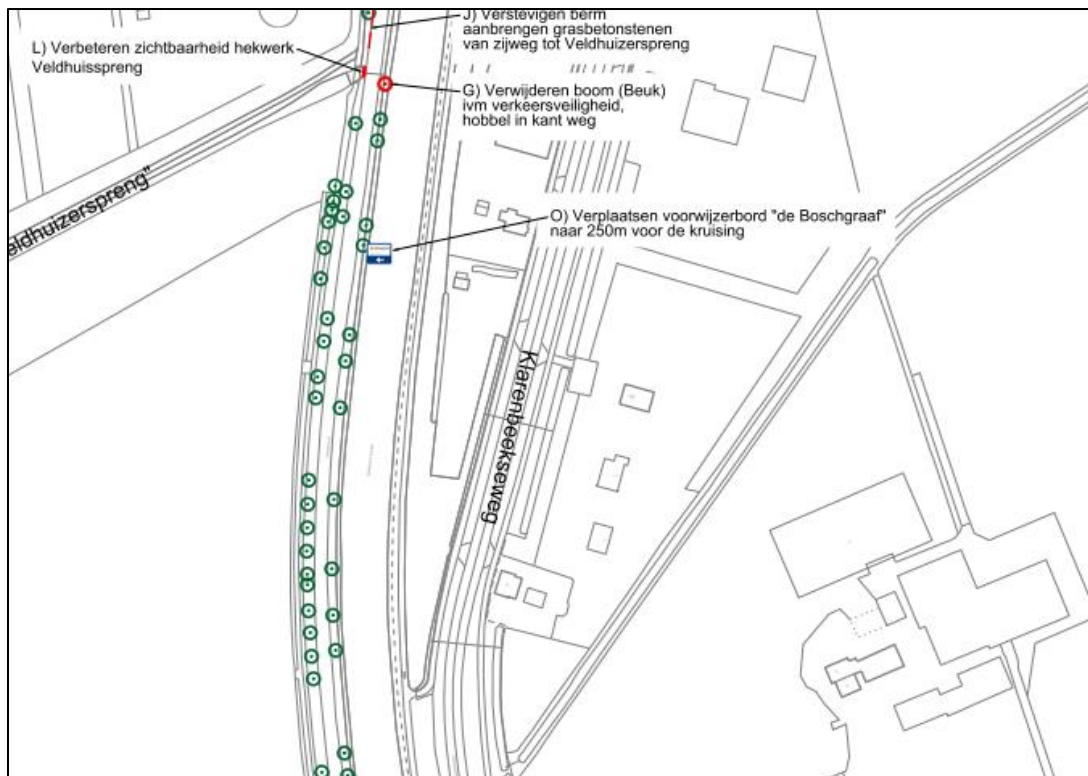 J) Verstevigen berm
aanbrengen grasbetonstenen
van zijweg tot Veldhuizerspreng
L) Verbeteren zichtbaarheid hekwerk
Veldhuisspreng
G) Verwijderen boom (Beuk)
ivm verkeersveiligheid,
hobbel in kant weg
eldhuizerspreng"
O) Verplaatsen voorwijzerbord "de Boschgraaf"
naar 250m voor de kruising
Klarenbeekseweg